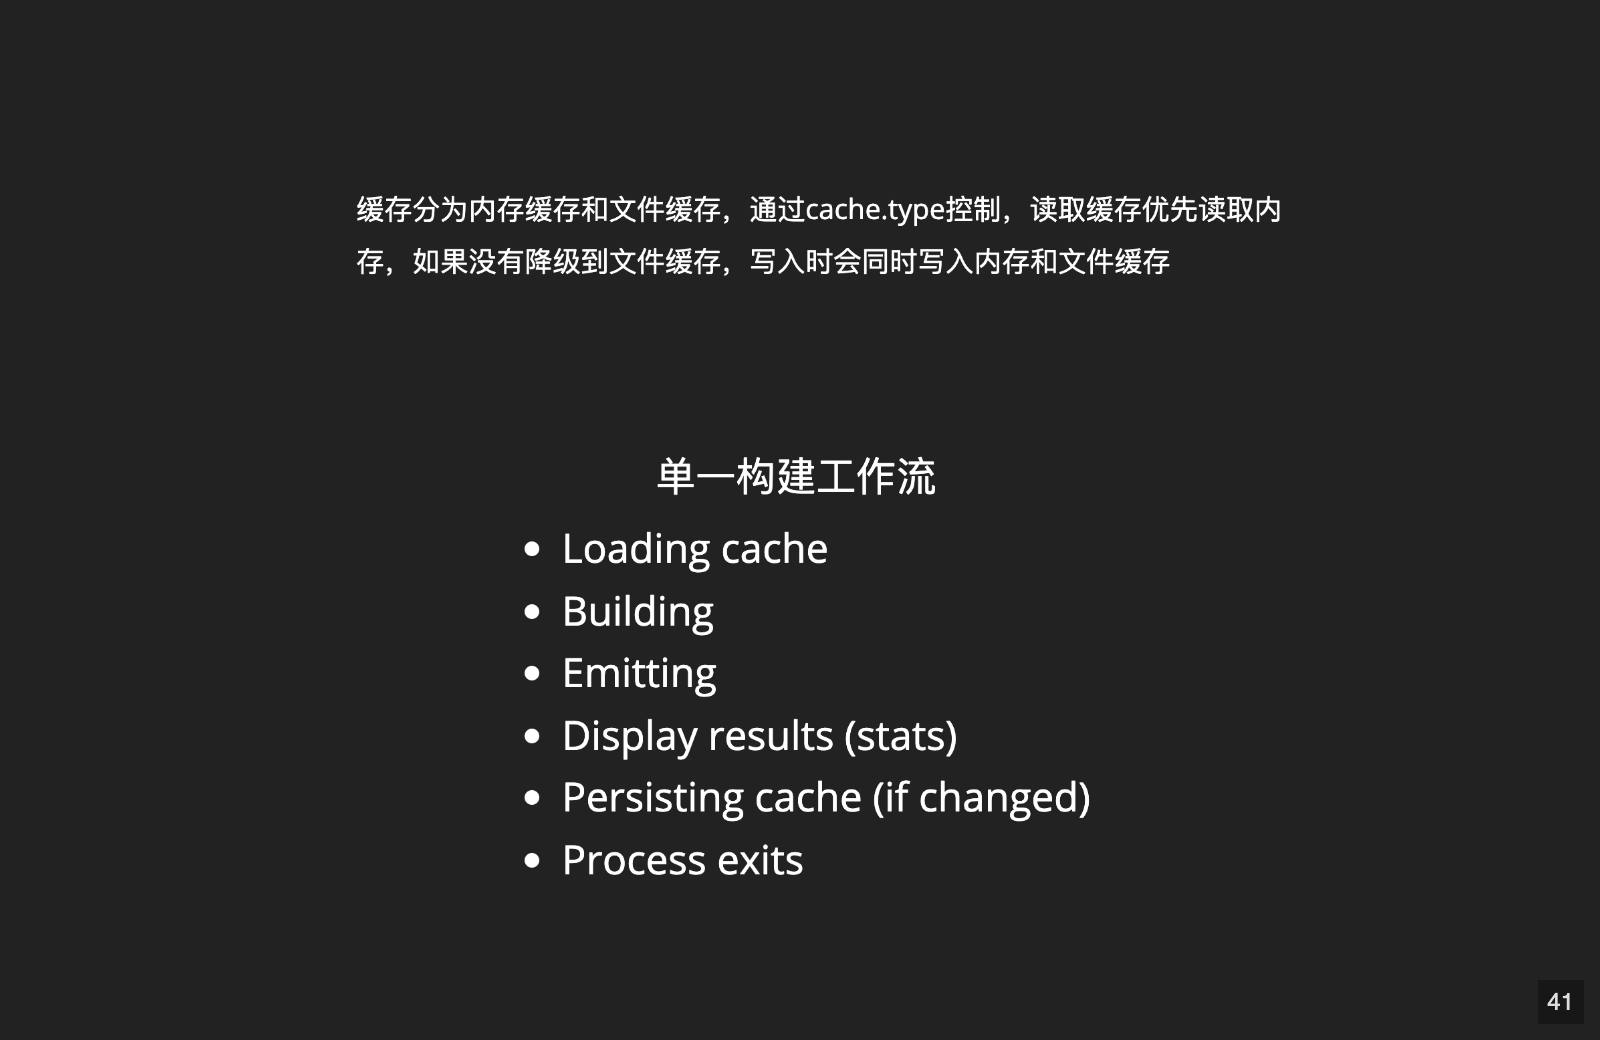 缓存分为内存缓存和文件缓存，通过cache.type控制，读取缓存优先读取内
存，如果没有降级到文件缓存，写入时会同时写入内存和文件缓存
单一构建工作流
• Loading cache
• Building
• Emitting
• Display results (stats)
• Persisting cache (if changed)
• Process exits
41